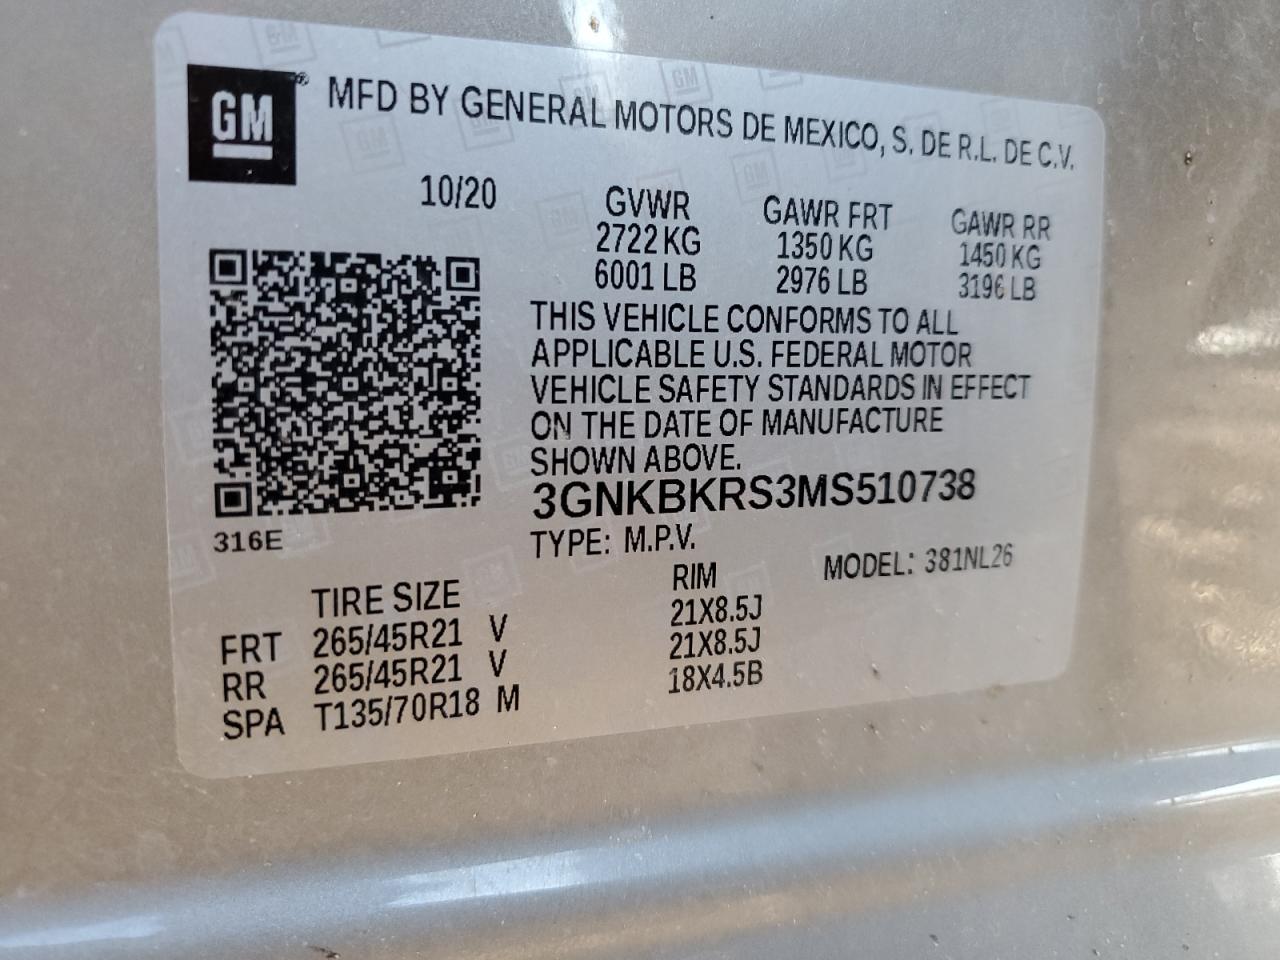 GM MFD BY GENERAL MOTORS DE MEXICO, S. DE R.L. DE C.V.
10/20 GVWR GAWR FRT GAWR RR
2722 KG 1350 KG 1450 KG
6001 LB 2976 LB 3196 LB
THIS VEHICLE CONFORMS TO ALL
APPLICABLE U.S. FEDERAL MOTOR
VEHICLE SAFETY STANDARDS IN EFFECT
ON THE DATE OF MANUFACTURE
SHOWN ABOVE.
3GNKBKRS3MS510738
316E
TYPE: M.P.V. MODEL: 381NL26
TIRE SIZE RIM
FRT 265/45R21 V 21X8.5J
RR 265/45R21 V 21X8.5J
SPA T135/70R18 M 18X4.5B